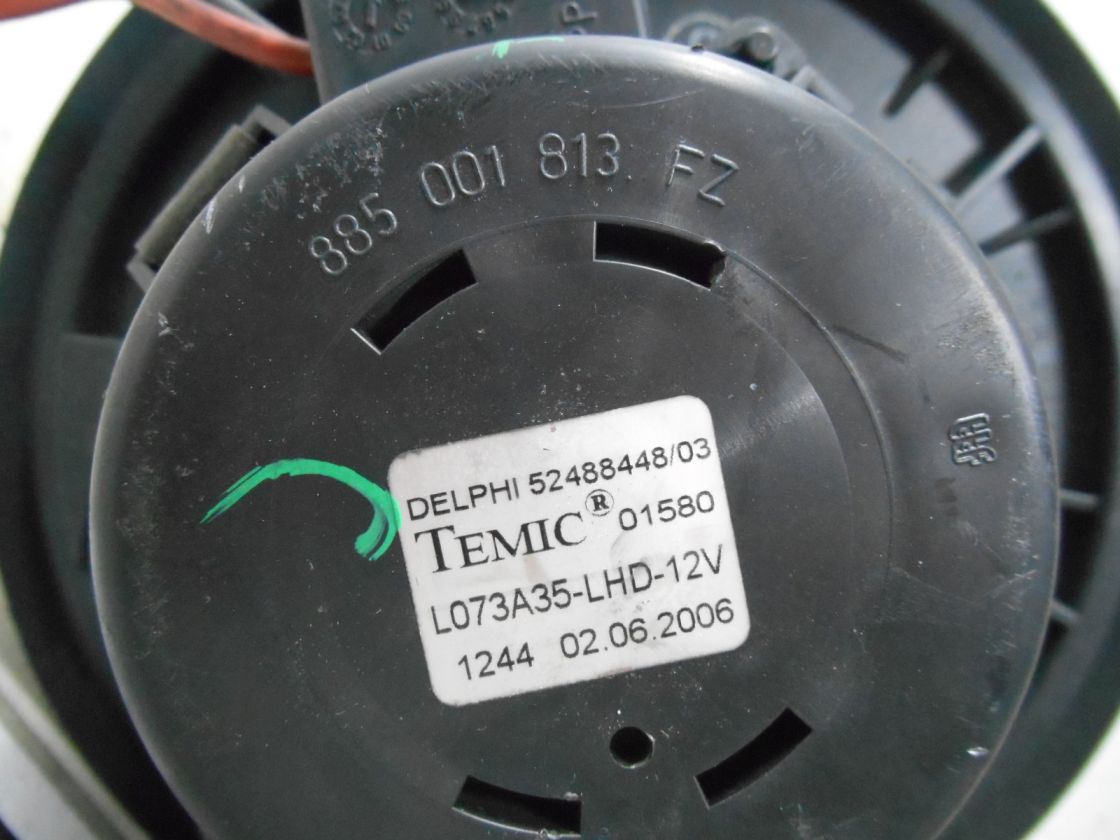 885 001 813. FZ
DELPHI 52488448/03
TEMIC® 01580
L073A35-LHD-12V
1244 02.06.2006